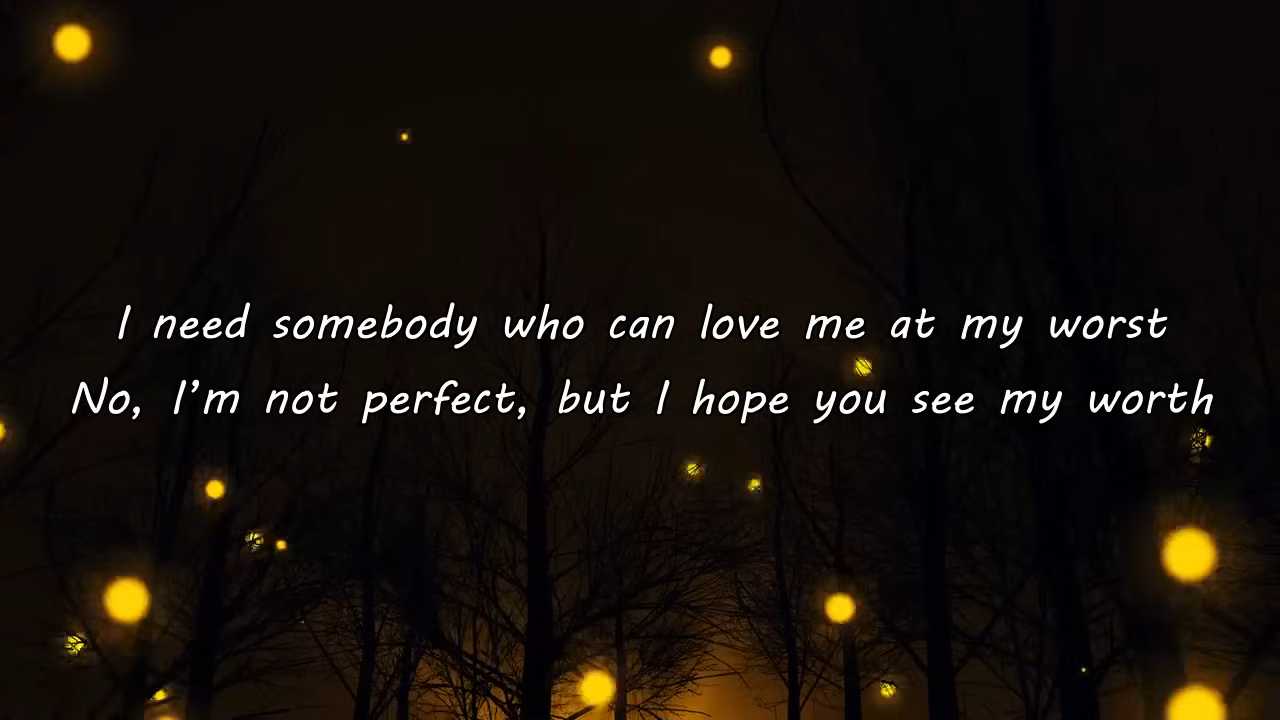 I need somebody who can love me at my worst
No, I’m not perfect, but I hope you see my worth